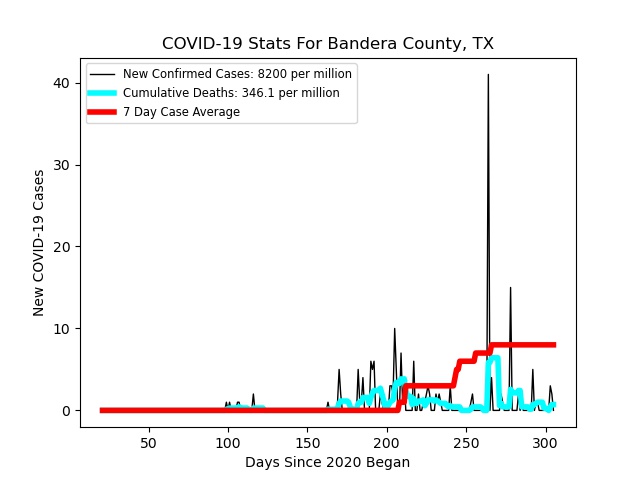 COVID-19 Stats For Bandera County, TX
New Confirmed Cases: 8200 per million
Cumulative Deaths: 346.1 per million
7 Day Case Average
New COVID-19 Cases
40
30
20
10
0
50 100 150 200 250 300
Days Since 2020 Began